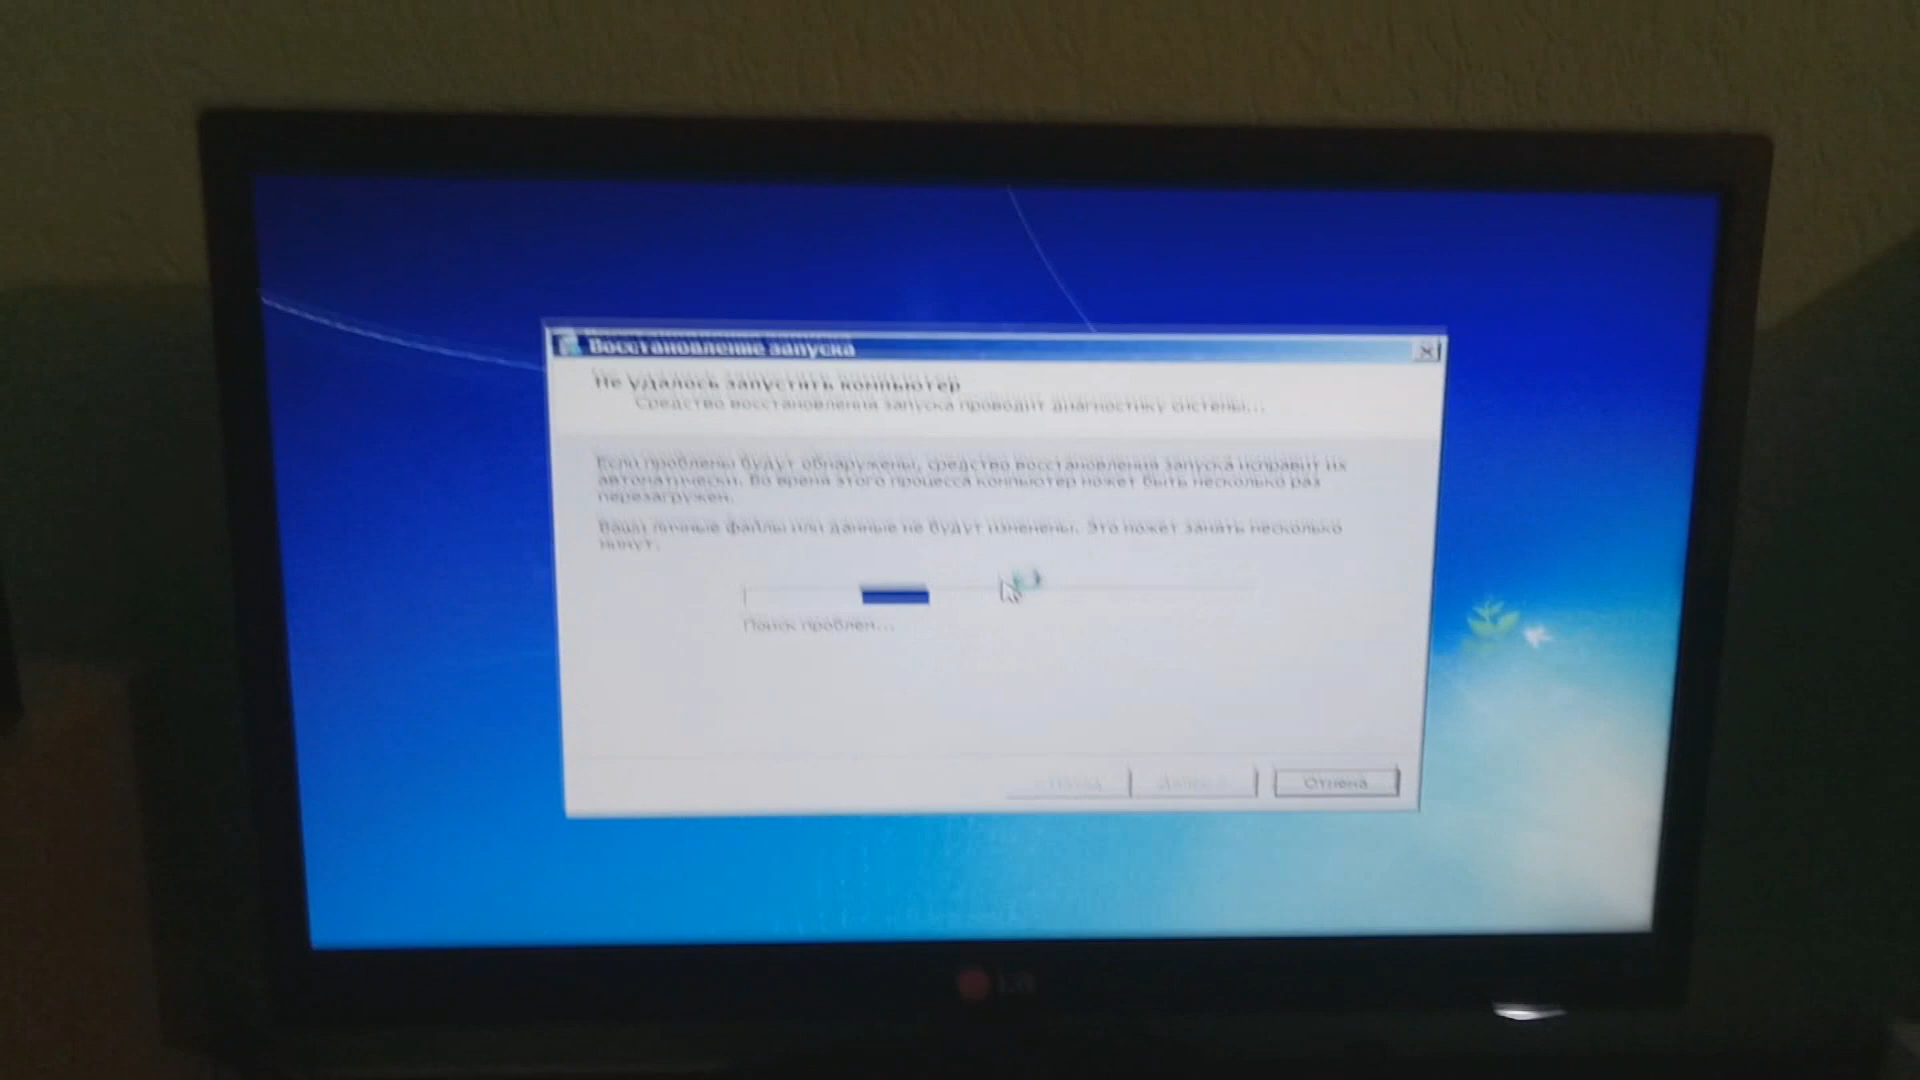 Восстановление запуска
Не удалось запустить компьютер
Средство восстановления запуска проводит диагностику системы...
Если проблемы будут обнаружены, средство восстановления запуска исправит их
автоматически. Во время этого процесса компьютер может быть несколько раз
перезагружен.
Ваши личные файлы или данные не будут изменены. Это может занять несколько
минут.
Поиск проблем...
< Назад
Далее >
Отмена
LG